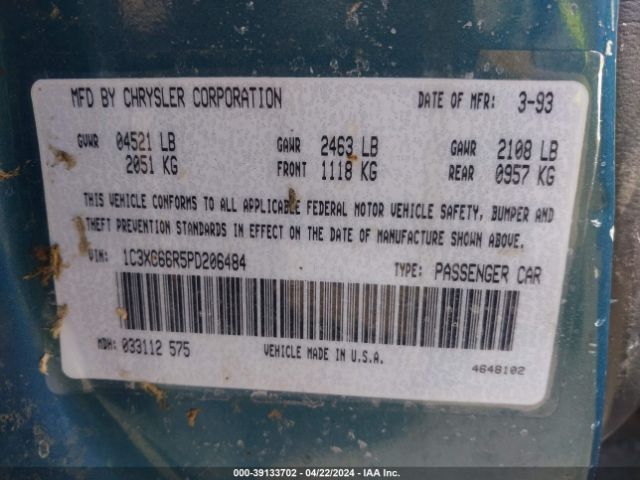 MFD BY CHRYSLER CORPORATION DATE OF MFR: 3-93
GVWR 04521 LB GAWR 2463 LB GAWR 2108 LB
2051 KG FRONT 1118 KG REAR 0957 KG
THIS VEHICLE CONFORMS TO ALL APPLICABLE FEDERAL MOTOR VEHICLE SAFETY, BUMPER AND
THEFT PREVENTION STANDARDS IN EFFECT ON THE DATE OF MANUFACTURE SHOWN ABOVE.
VIN: 1C3XC66R5PD206484 TYPE: PASSENGER CAR
MDH: 033112 575 VEHICLE MADE IN U.S.A.
4648102
000-39133702 - 04/22/2024 - IAA Inc.